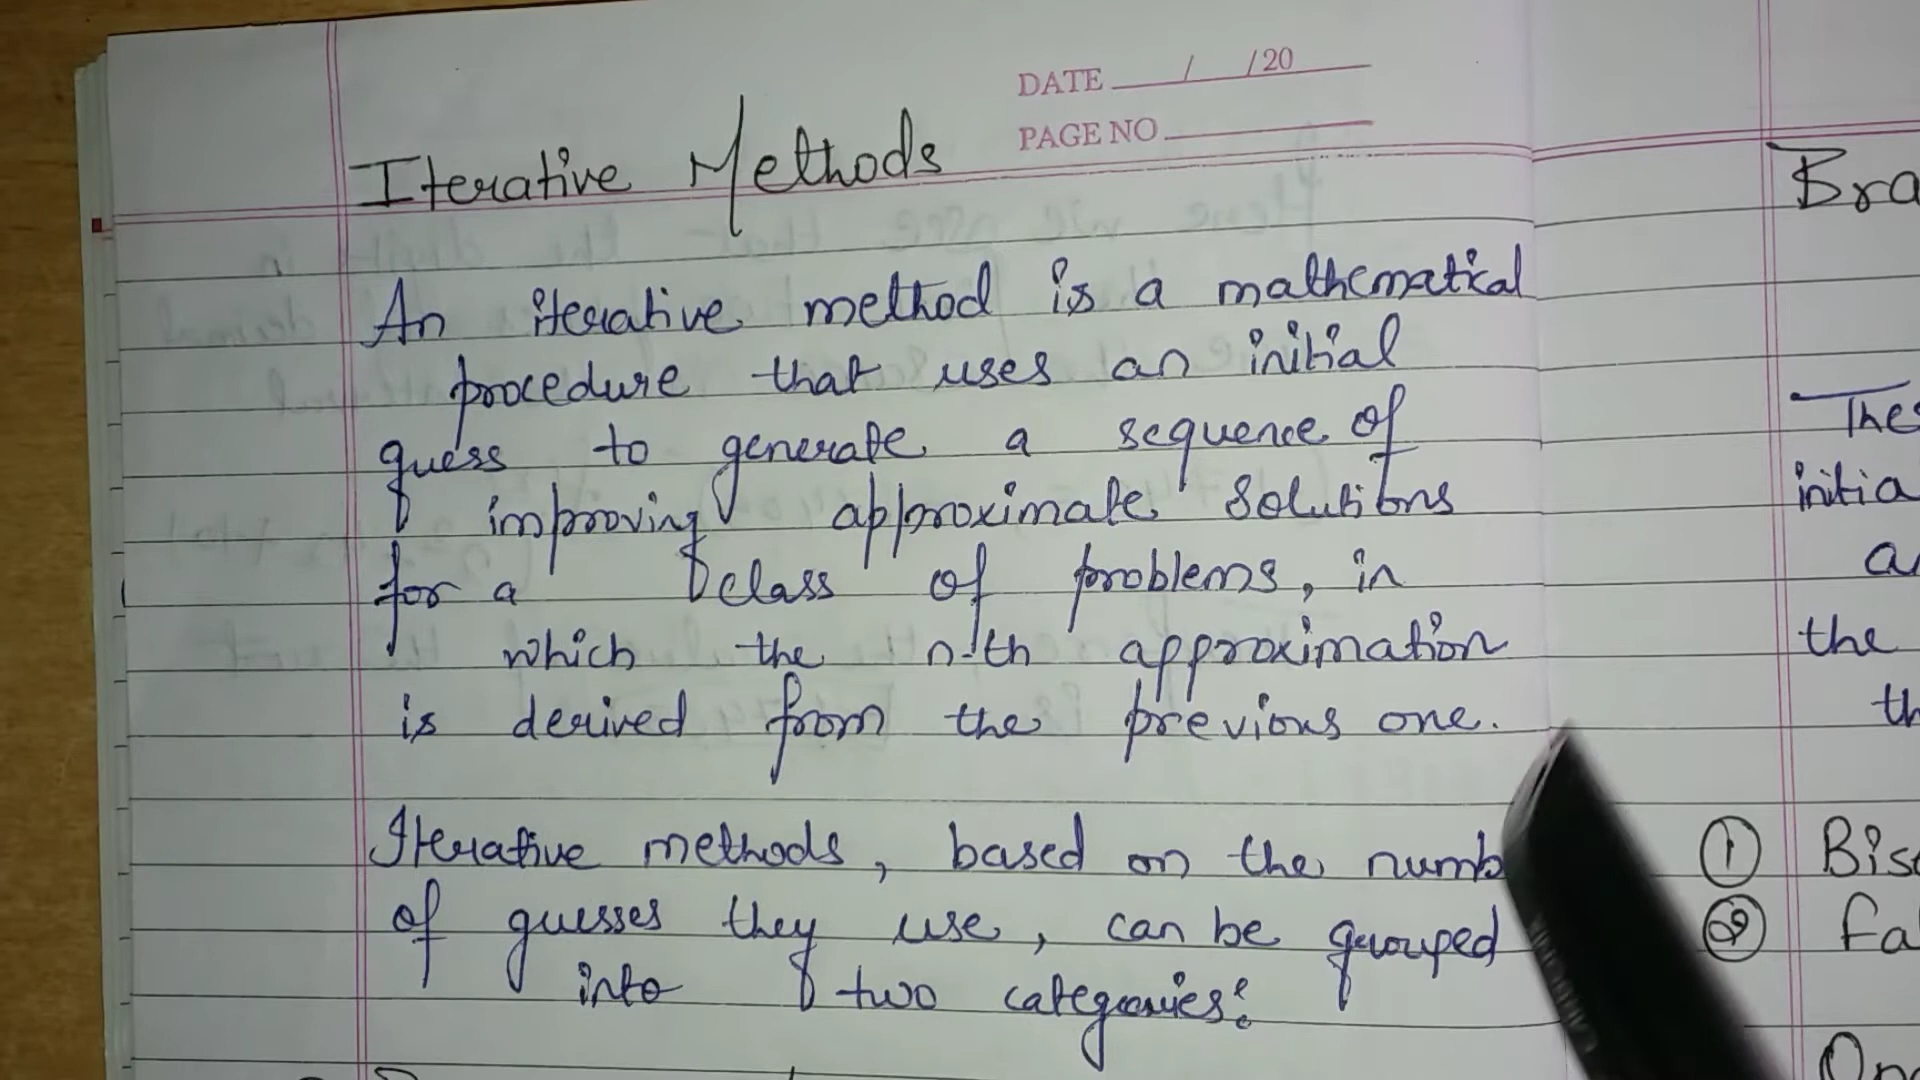 DATE / /20
PAGE NO
Iterative Methods
An iterative method is a mathematical
procedure that uses an initial
guess to generate a sequence of
improving approximate solutions
for a class of problems, in
which the n-th approximation
is derived from the previous one.
Iterative methods, based on the numb
of guesses they use, can be grouped
into two categories:
Bra
Thes
initia
the
① Bis
② Fa